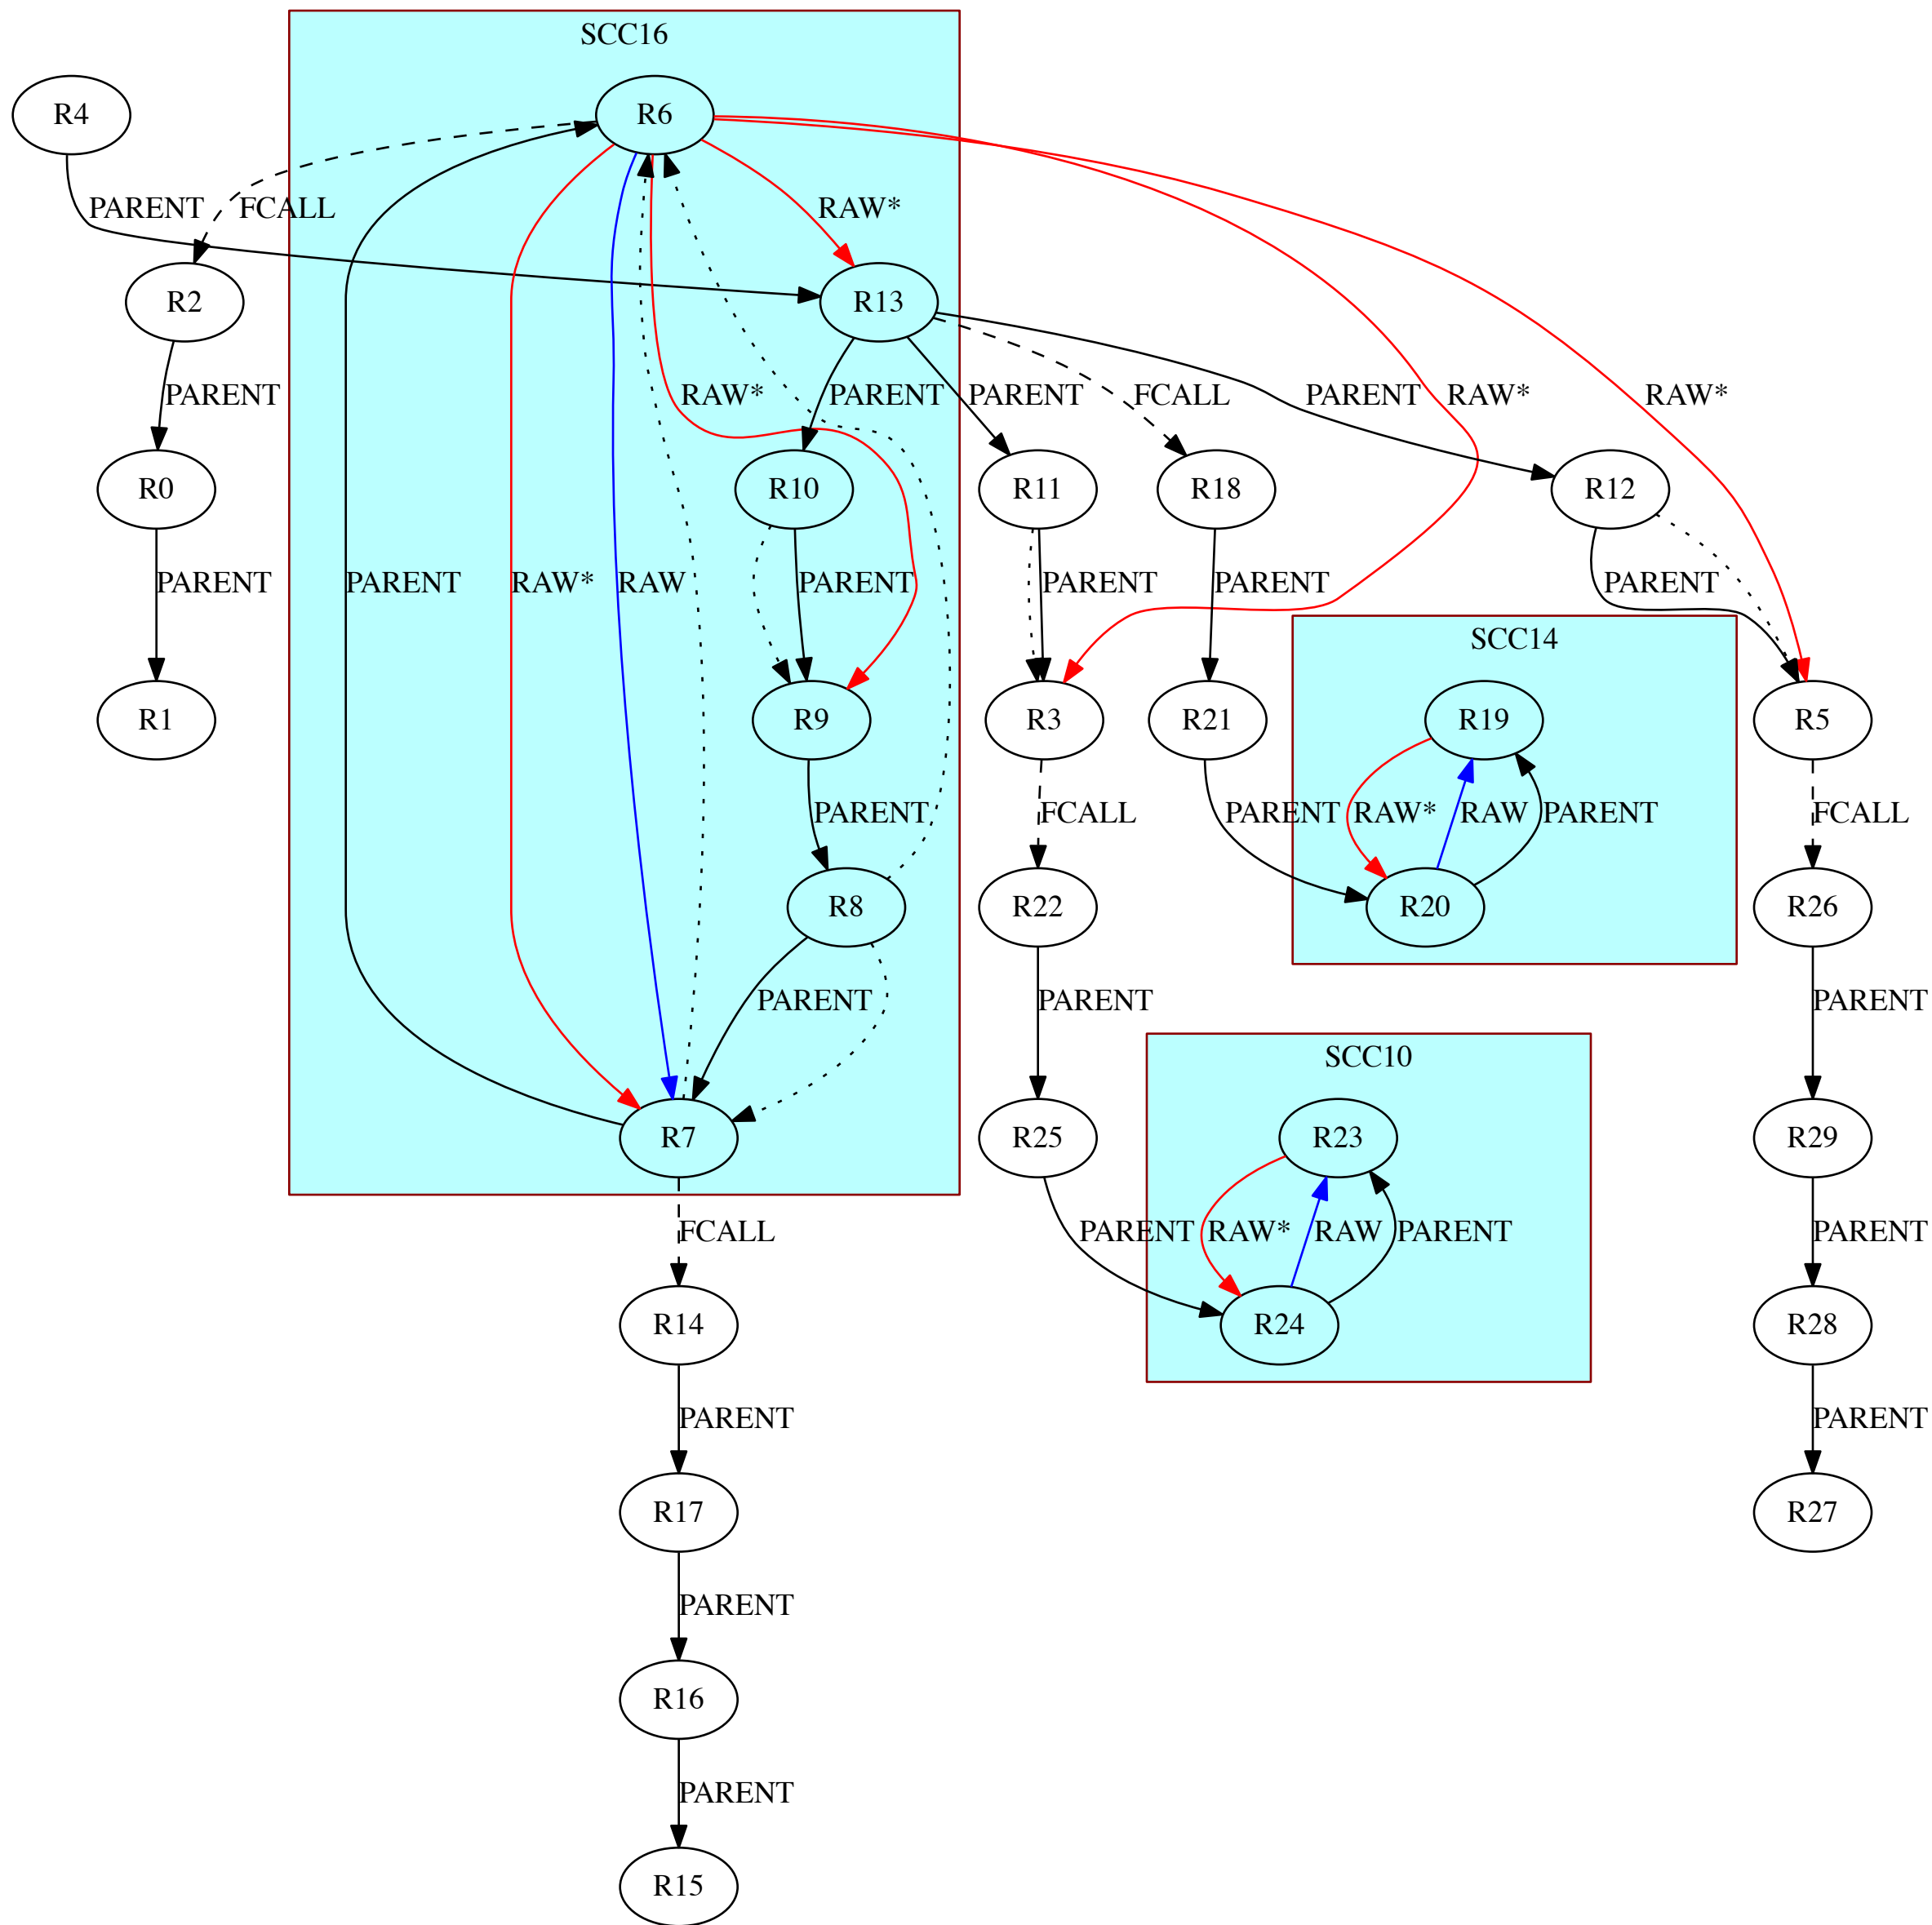 SCC16
R4
R6
PARENT
FCALL
RAW*
R2
R13
PARENT
RAW*
PARENT
PARENT
FCALL
PARENT
RAW*
RAW*
R0
R10
R11
R18
R12
PARENT
PARENT
RAW*
RAW
PARENT
PARENT
PARENT
PARENT
SCC14
R1
R9
R3
R21
R19
R5
PARENT
FCALL
PARENT
RAW*
RAW
PARENT
FCALL
R8
R22
R20
R26
PARENT
PARENT
PARENT
SCC10
R7
R25
R23
R29
FCALL
PARENT
RAW*
RAW
PARENT
PARENT
R14
R24
R28
PARENT
PARENT
R17
R27
PARENT
R16
PARENT
R15